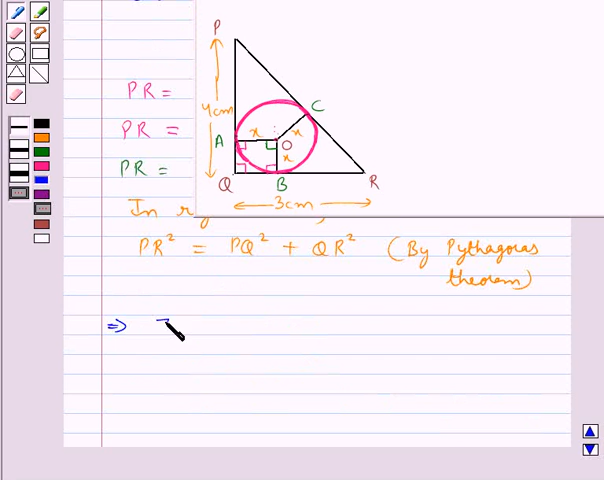 P
PR =
4cm
C
PR =
A
x
x
O
x
PR =
Q
B
R
3cm
In
PR² = PQ² + QR² (By Pythagoras
theorem)
⇒